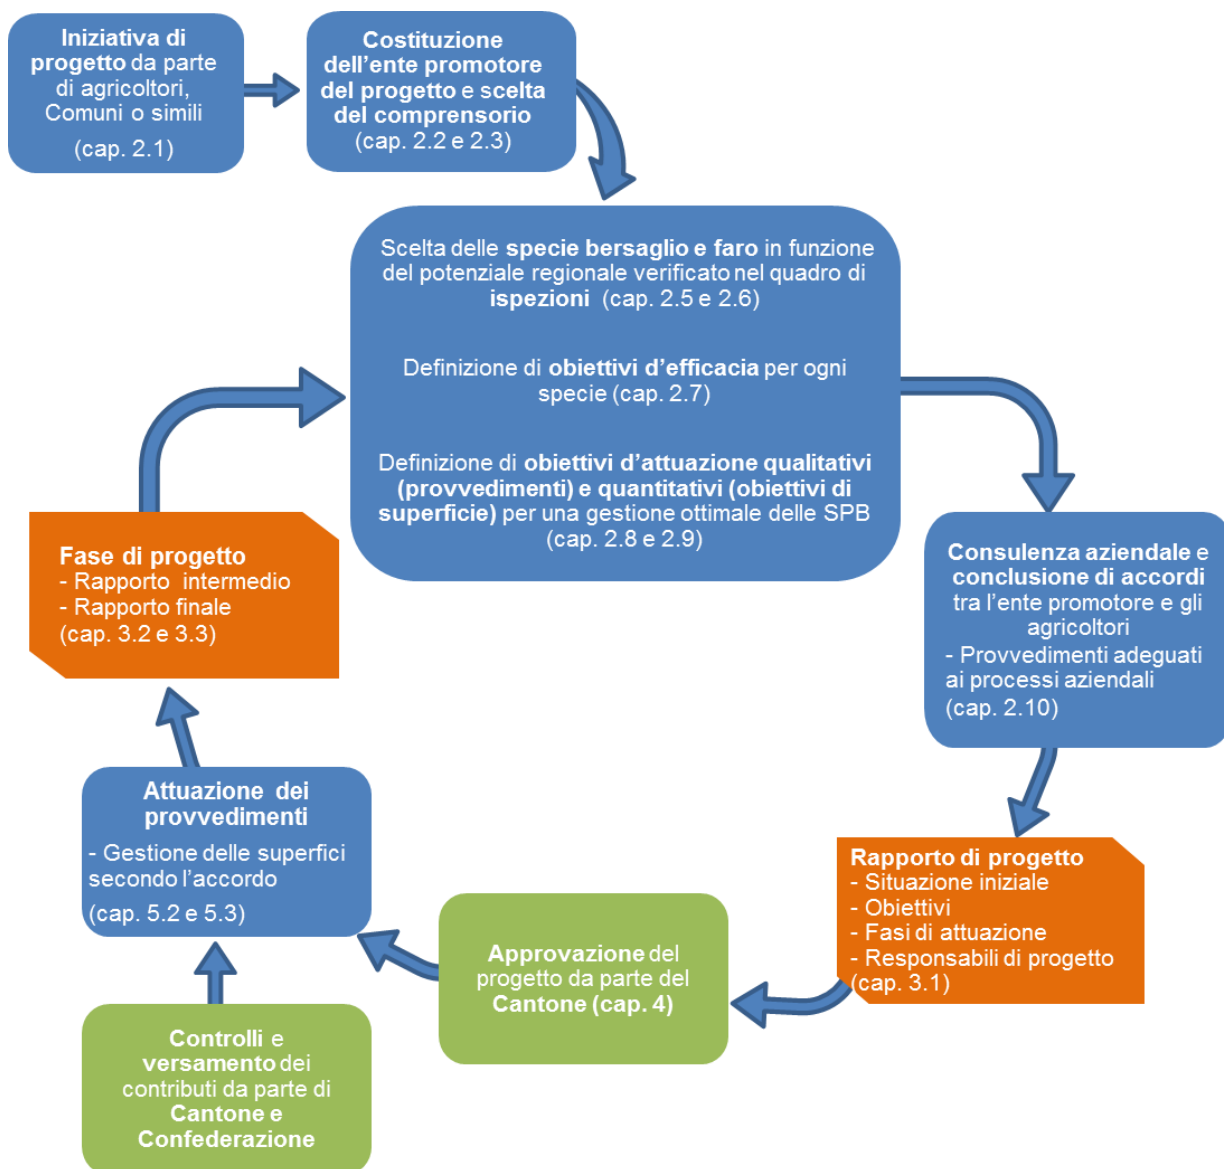 Iniziativa di
progetto da parte
di agricoltori,
Comuni o simili
(cap. 2.1)
Costituzione
dell'ente promotore
del progetto e scelta
del comprensorio
(cap. 2.2 e 2.3)
Scelta delle specie bersaglio e faro in funzione
del potenziale regionale verificato nel quadro di
ispezioni (cap. 2.5 e 2.6)
Definizione di obiettivi d'efficacia per ogni
specie (cap. 2.7)
Definizione di obiettivi d'attuazione qualitativi
(provvedimenti) e quantitativi (obiettivi di
superficie) per una gestione ottimale delle SPB
(cap. 2.8 e 2.9)
Consulenza aziendale e
conclusione di accordi
tra l'ente promotore e gli
agricoltori
- Provvedimenti adeguati
ai processi aziendali
(cap. 2.10)
Rapporto di progetto
- Situazione iniziale
- Obiettivi
- Fasi di attuazione
- Responsabili di progetto
(cap. 3.1)
Approvazione del
progetto da parte del
Cantone (cap. 4)
Controlli e
versamento dei
contributi da parte di
Cantone e
Confederazione
Attuazione dei
provvedimenti
- Gestione delle superfici
secondo l'accordo
(cap. 5.2 e 5.3)
Fase di progetto
- Rapporto intermedio
- Rapporto finale
(cap. 3.2 e 3.3)